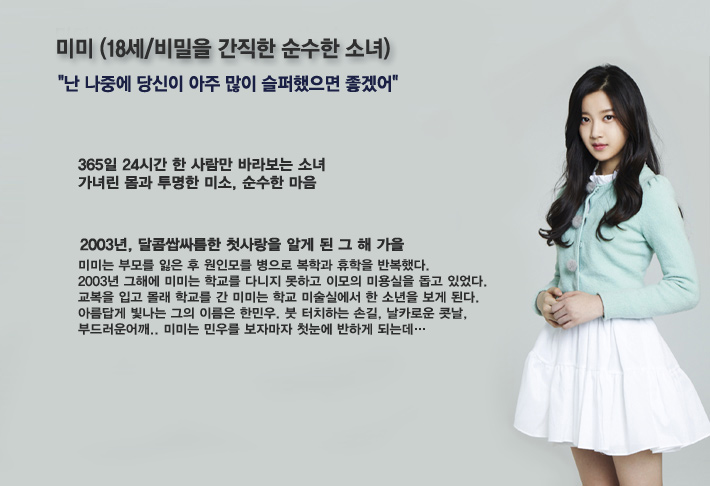 미미 (18세/비밀을 간직한 순수한 소녀)
"난 나중에 당신이 아주 많이 슬퍼했으면 좋겠어"
365일 24시간 한 사람만 바라보는 소녀
가녀린 몸과 투명한 미소, 순수한 마음
2003년, 달콤쌉싸름한 첫사랑을 알게 된 그 해 가을
미미는 부모를 잃은 후 원인모를 병으로 복학과 휴학을 반복했다.
2003년 그해에 미미는 학교를 다니지 못하고 이모의 미용실을 돕고 있었다.
교복을 입고 몰래 학교를 간 미미는 학교 미술실에서 한 소년을 보게 된다.
아름답게 빛나는 그의 이름은 한민우. 붓 터치하는 손길, 날카로운 콧날,
부드러운어깨.. 미미는 민우를 보자마자 첫눈에 반하게 되는데…